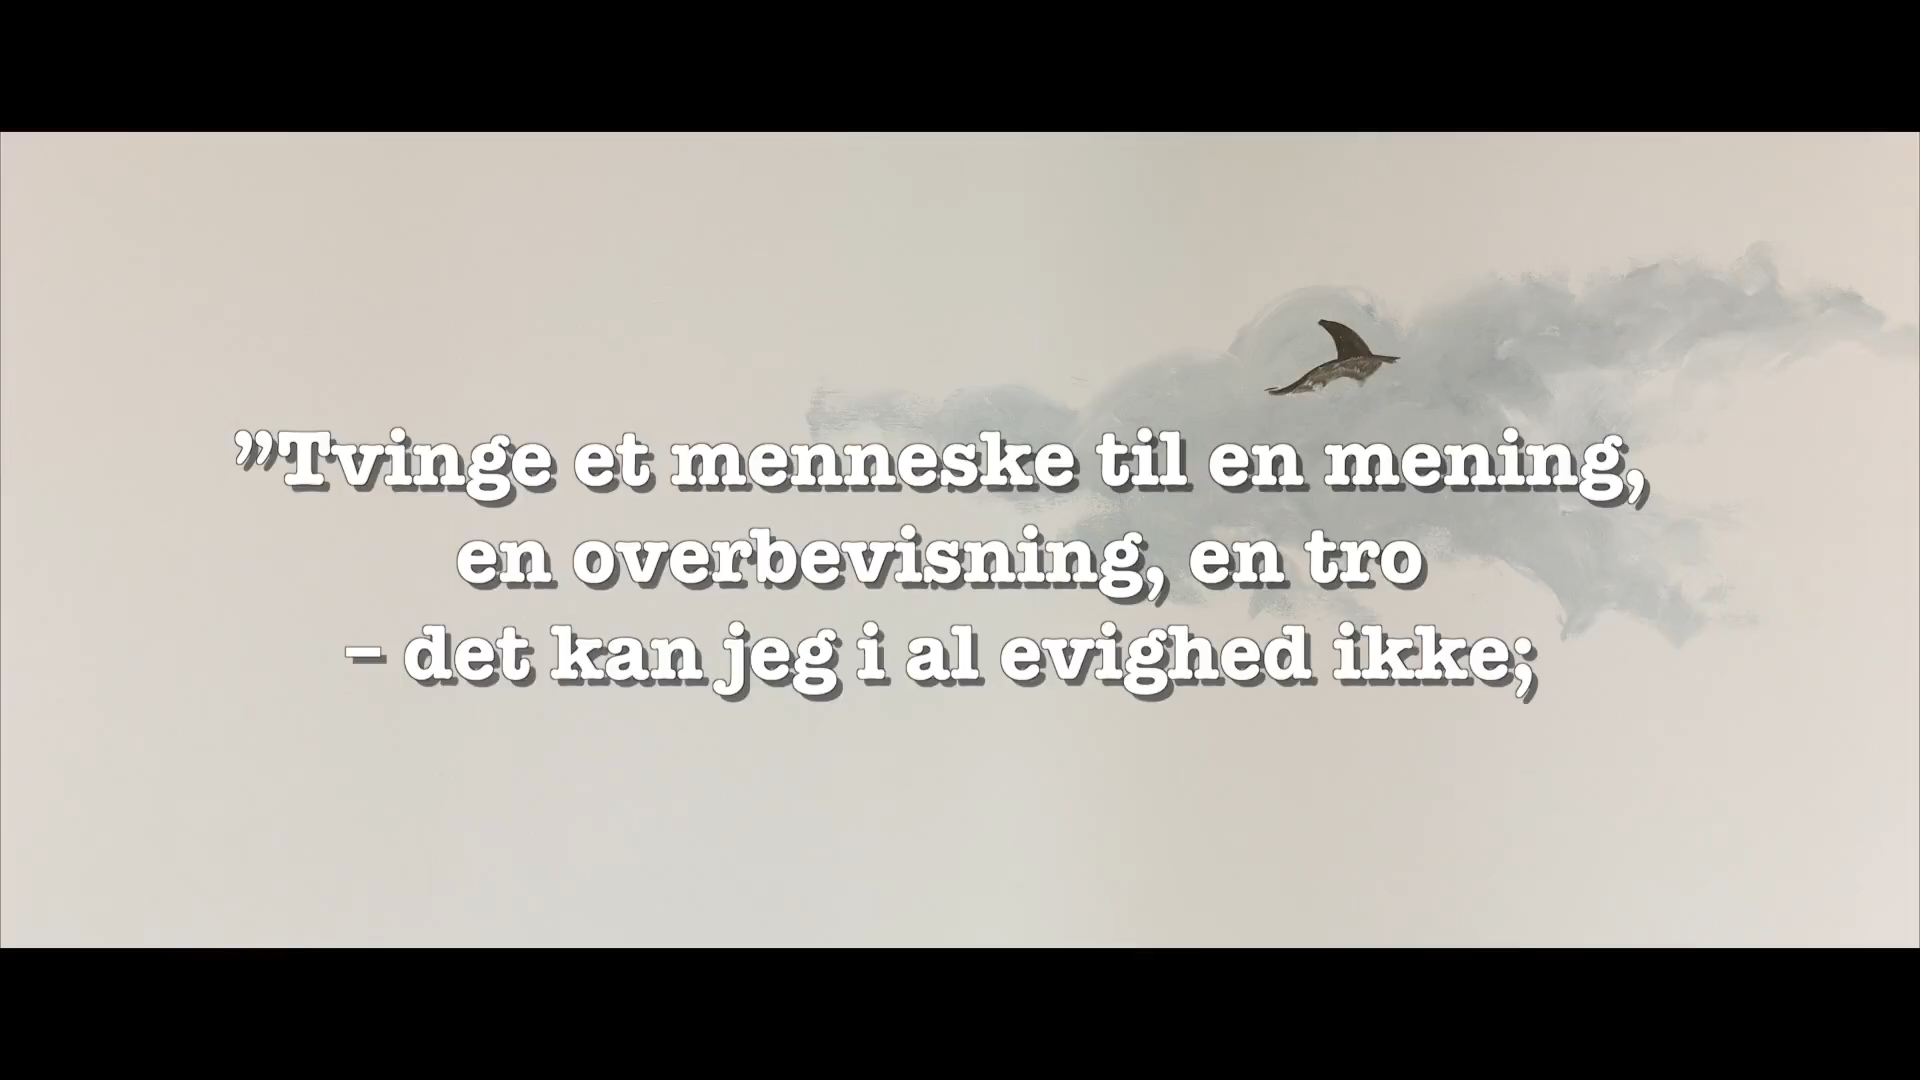 ”Tvinge et menneske til en mening,
en overbevisning, en tro
– det kan jeg i al evighed ikke;